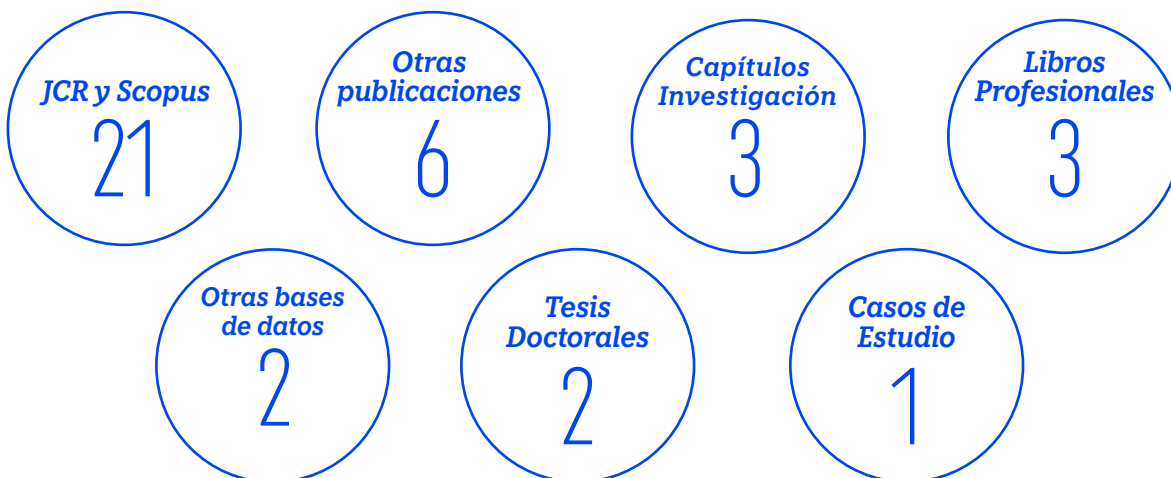 JCR y Scopus
21
Otras
publicaciones
6
Capítulos
Investigación
3
Libros
Profesionales
3
Otras bases
de datos
2
Tesis
Doctorales
2
Casos de
Estudio
1